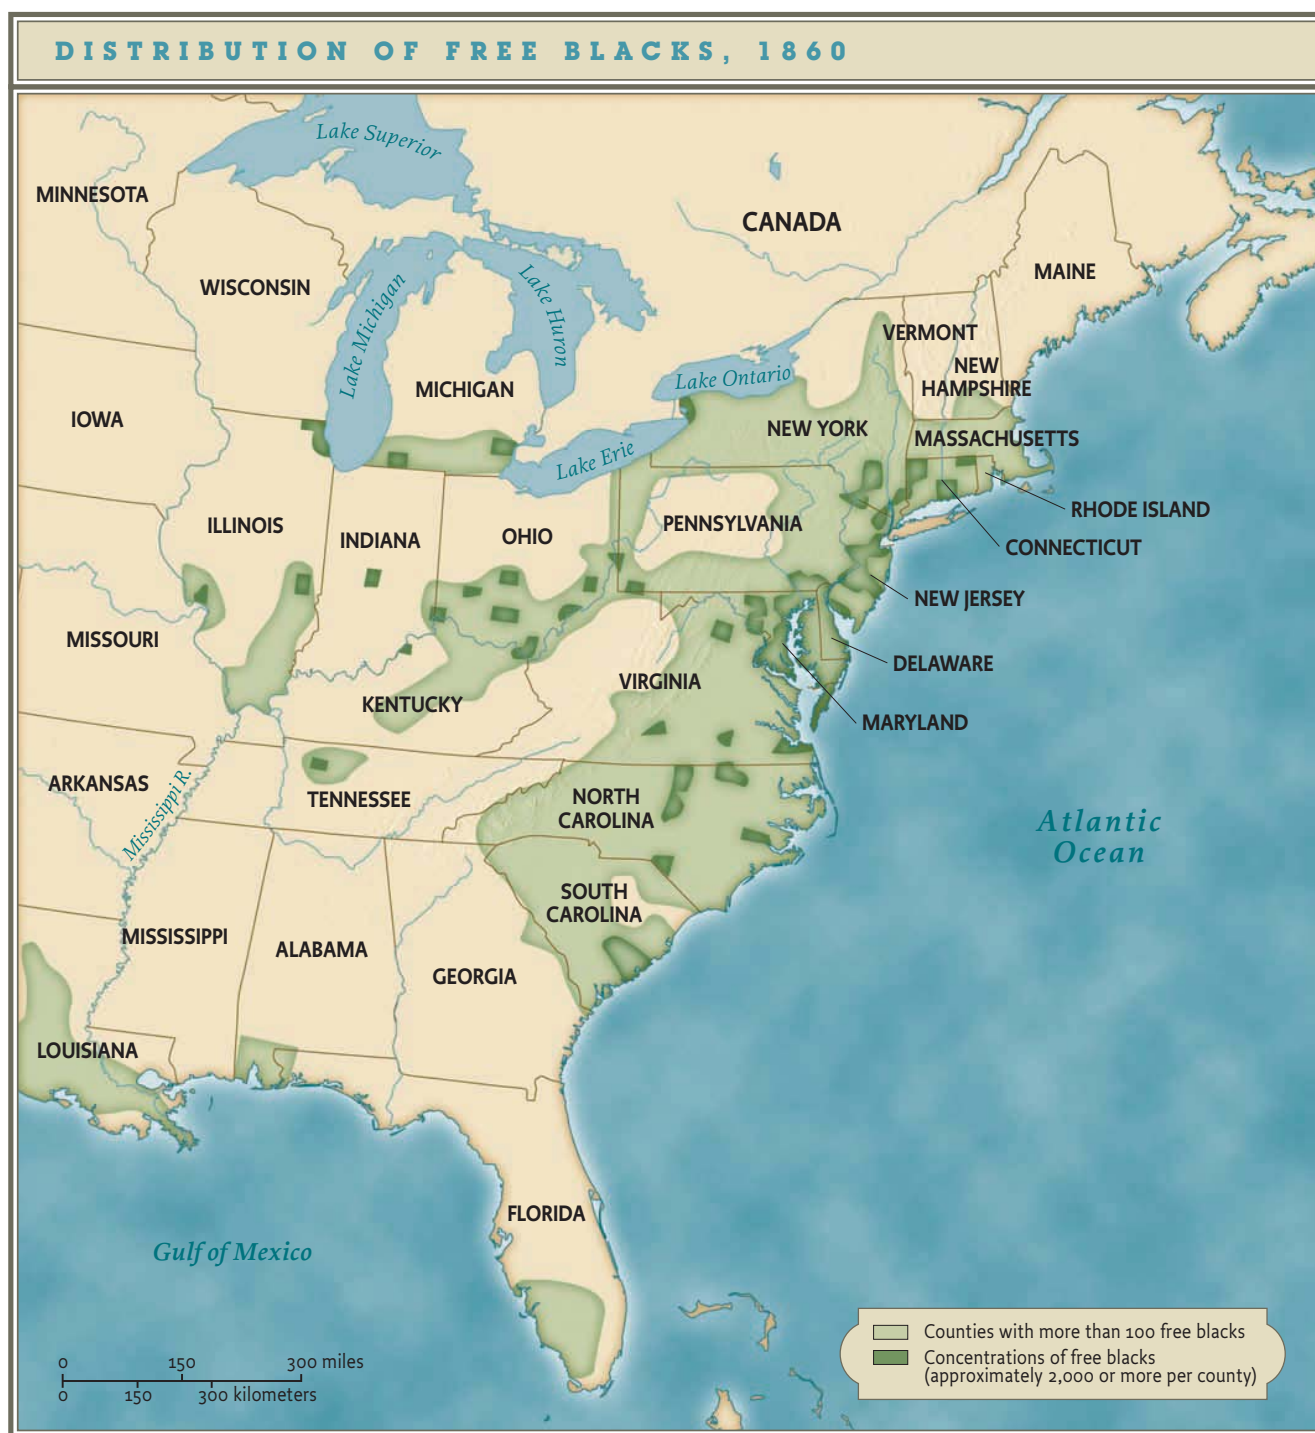 DISTRIBUTION OF FREE BLACKS, 1860
Lake Superior
MINNESOTA
CANADA
WISCONSIN
MAINE
Lake Michigan
Lake Huron
VERMONT
NEW
HAMPSHIRE
MICHIGAN
Lake Ontario
IOWA
NEW YORK
MASSACHUSETTS
Lake Erie
RHODE ISLAND
ILLINOIS
INDIANA
OHIO
PENNSYLVANIA
CONNECTICUT
NEW JERSEY
MISSOURI
DELAWARE
VIRGINIA
KENTUCKY
MARYLAND
ARKANSAS
Mississippi R.
TENNESSEE
NORTH
CAROLINA
Atlantic
Ocean
SOUTH
CAROLINA
MISSISSIPPI
ALABAMA
GEORGIA
LOUISIANA
FLORIDA
Gulf of Mexico
Counties with more than 100 free blacks
Concentrations of free blacks
(approximately 2,000 or more per county)
0 150 300 miles
0 150 300 kilometers